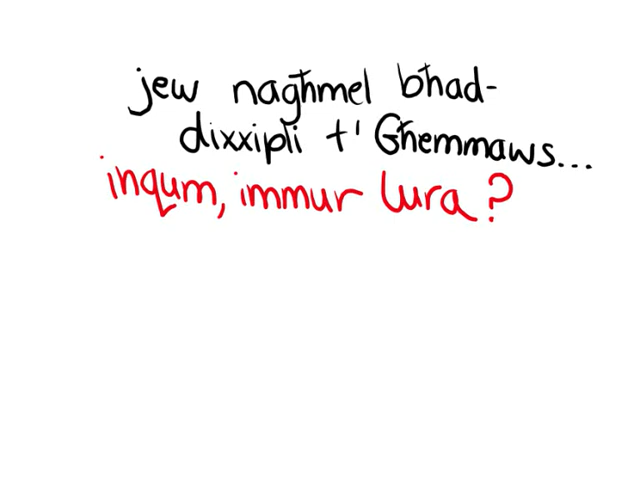 jew nagħmel bħad-
dixxipli t' Għemmaws...
inqum, immur lura?